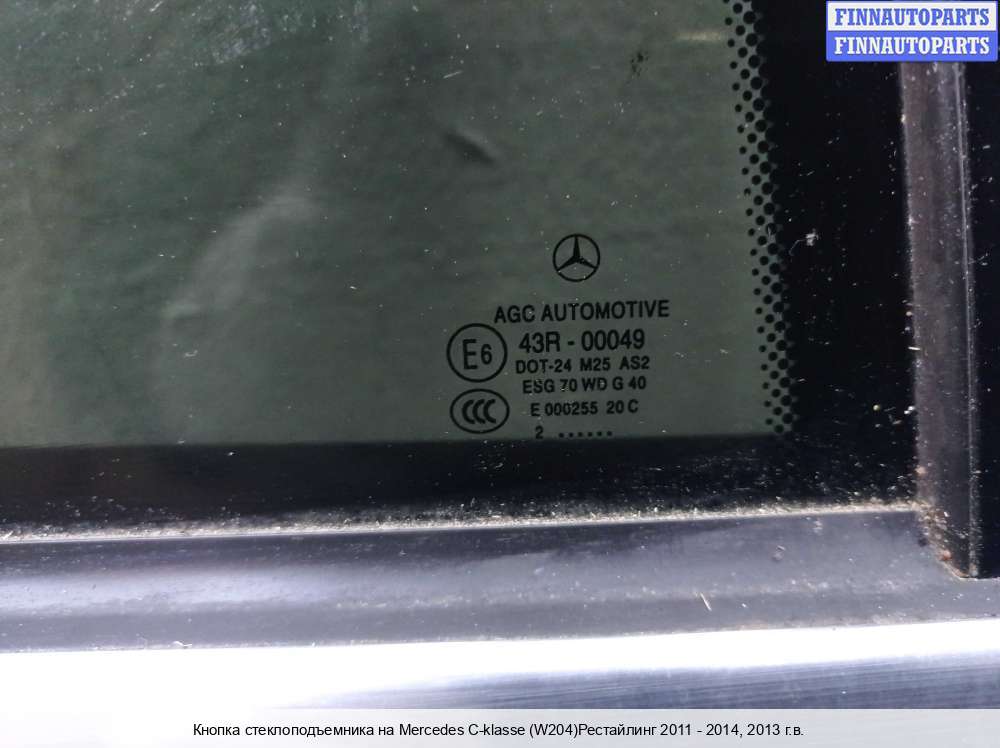 FINNAUTOPARTS
FINNAUTOPARTS
AGC AUTOMOTIVE
E6 43R - 00049
DOT-24 M25 AS2
ESG 70 WD G 40
CCC E 000255 20 C
2 ......
Кнопка стеклоподъемника на Mercedes C-klasse (W204)Рестайлинг 2011 - 2014, 2013 г.в.